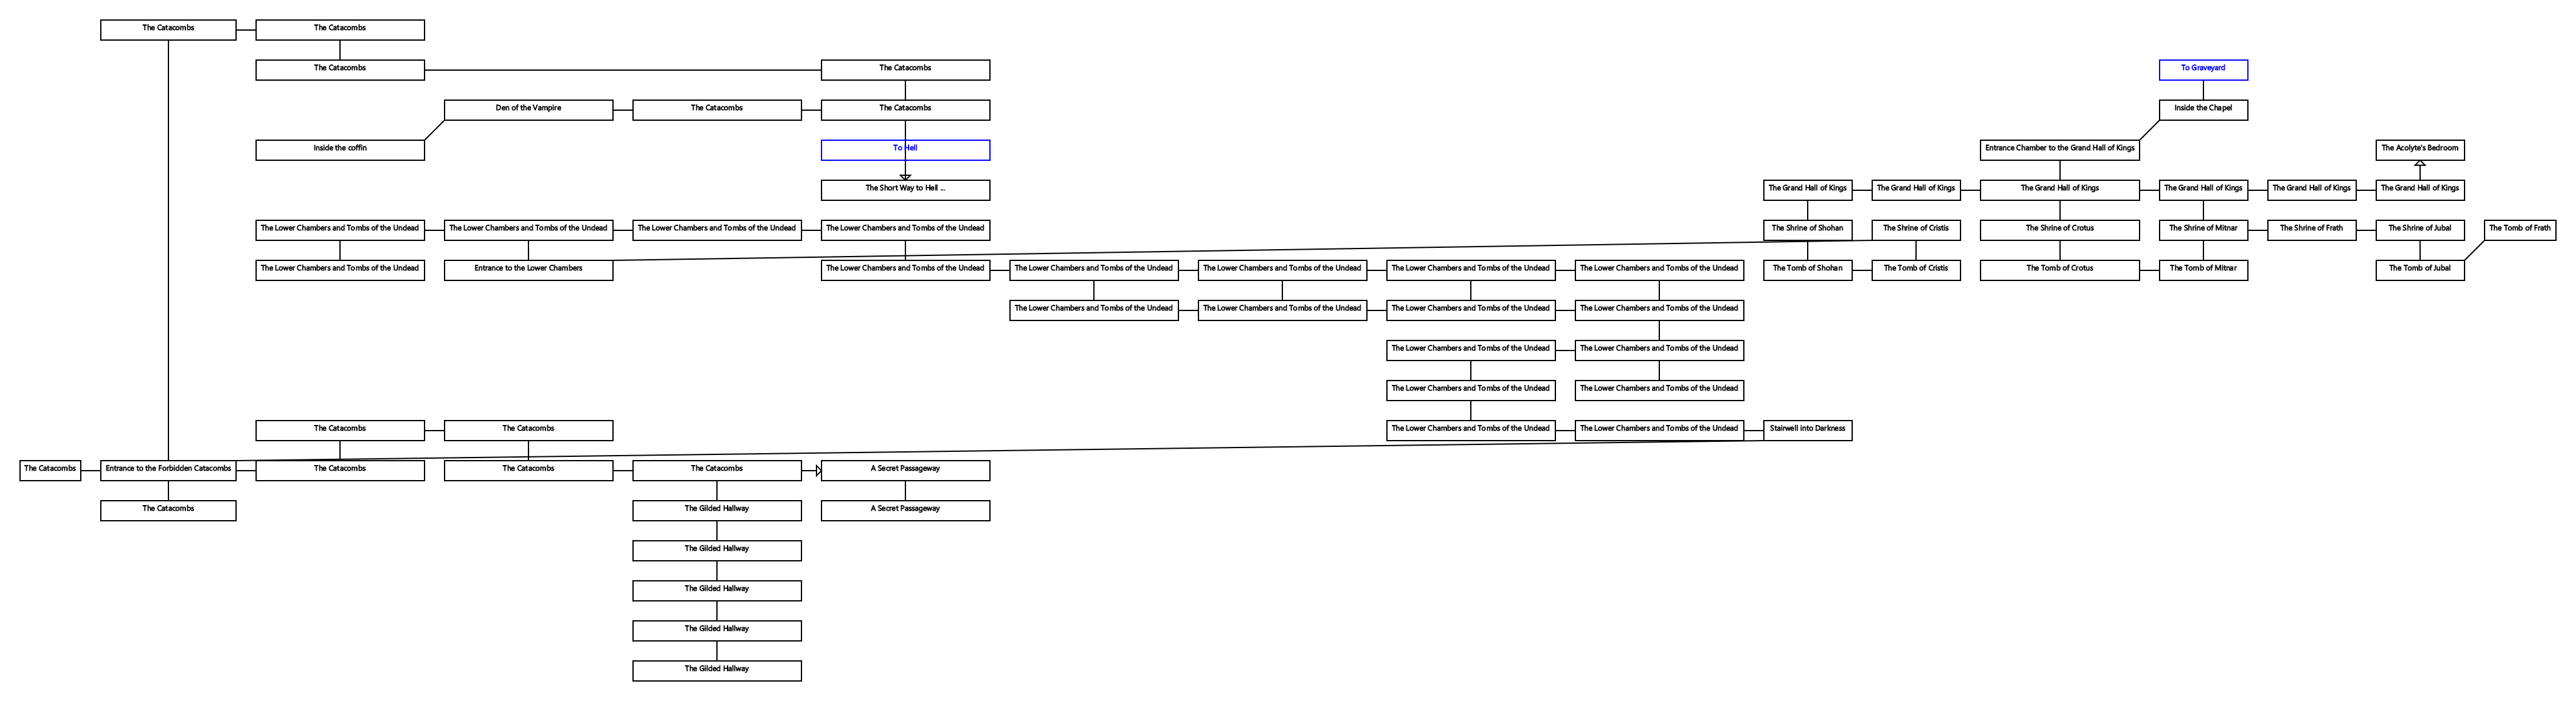 The Catacombs
The Catacombs
The Catacombs
The Catacombs
To Graveyard
Den of the Vampire
The Catacombs
The Catacombs
Inside the Chapel
Inside the coffin
To Hell
Entrance Chamber to the Grand Hall of Kings
The Acolyte's Bedroom
The Short Way to Hell ...
The Grand Hall of Kings
The Grand Hall of Kings
The Grand Hall of Kings
The Grand Hall of Kings
The Grand Hall of Kings
The Grand Hall of Kings
The Lower Chambers and Tombs of the Undead
The Lower Chambers and Tombs of the Undead
The Lower Chambers and Tombs of the Undead
The Lower Chambers and Tombs of the Undead
The Shrine of Shohan
The Shrine of Cristis
The Shrine of Crotus
The Shrine of Mitnar
The Shrine of Frath
The Shrine of Jubal
The Tomb of Frath
The Lower Chambers and Tombs of the Undead
Entrance to the Lower Chambers
The Lower Chambers and Tombs of the Undead
The Lower Chambers and Tombs of the Undead
The Lower Chambers and Tombs of the Undead
The Lower Chambers and Tombs of the Undead
The Lower Chambers and Tombs of the Undead
The Tomb of Shohan
The Tomb of Cristis
The Tomb of Crotus
The Tomb of Mitnar
The Tomb of Jubal
The Lower Chambers and Tombs of the Undead
The Lower Chambers and Tombs of the Undead
The Lower Chambers and Tombs of the Undead
The Lower Chambers and Tombs of the Undead
The Lower Chambers and Tombs of the Undead
The Lower Chambers and Tombs of the Undead
The Lower Chambers and Tombs of the Undead
The Lower Chambers and Tombs of the Undead
The Catacombs
The Catacombs
The Lower Chambers and Tombs of the Undead
The Lower Chambers and Tombs of the Undead
Stairwell into Darkness
The Catacombs
Entrance to the Forbidden Catacombs
The Catacombs
The Catacombs
The Catacombs
A Secret Passageway
The Catacombs
The Gilded Hallway
A Secret Passageway
The Gilded Hallway
The Gilded Hallway
The Gilded Hallway
The Gilded Hallway